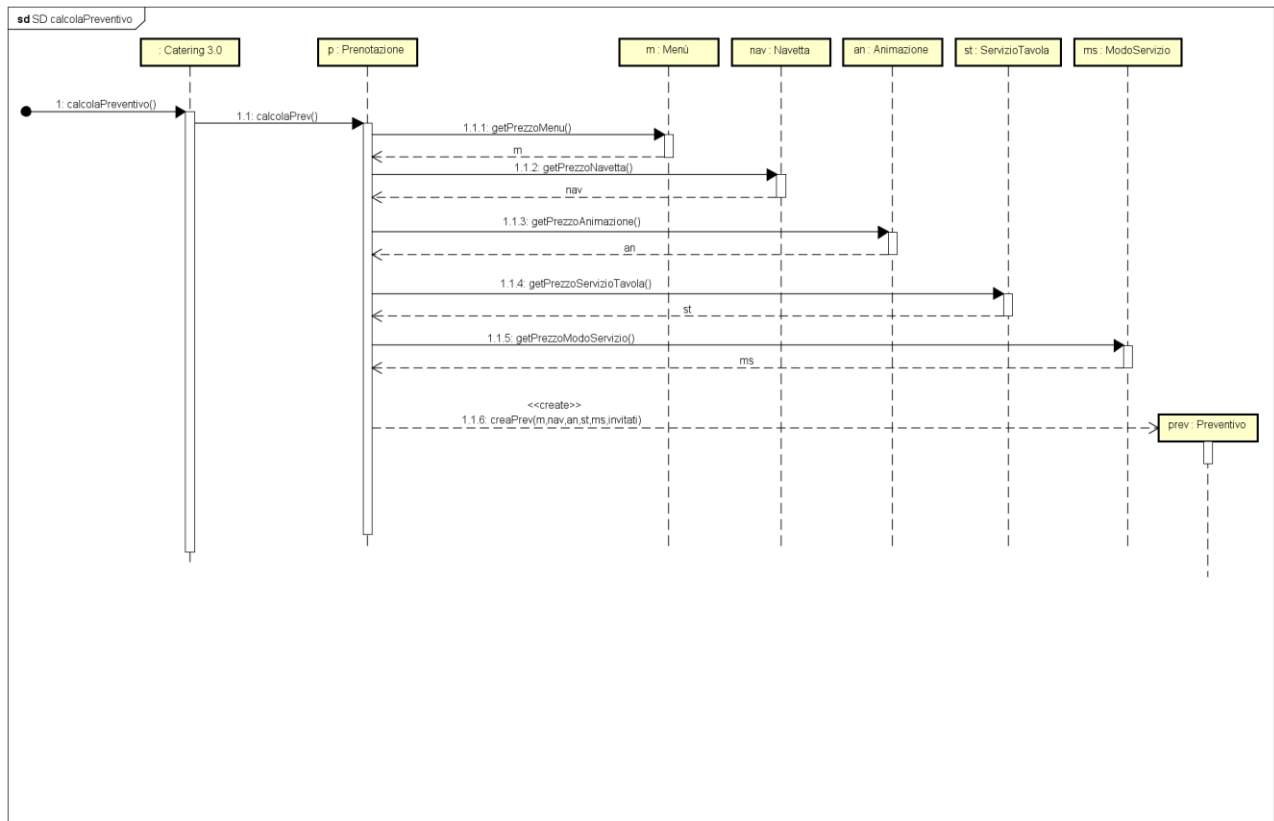 sd SD calcolaPreventivo
: Catering 3.0
p : Prenotazione
m : Menù
nav : Navetta
an : Animazione
st : ServizioTavola
ms : ModoServizio
1: calcolaPreventivo()
1.1: calcolaPrev()
1.1.1: getPrezzoMenu()
m
1.1.2: getPrezzoNavetta()
nav
1.1.3: getPrezzoAnimazione()
an
1.1.4: getPrezzoServizioTavola()
st
1.1.5: getPrezzoModoServizio()
ms
<<create>>
1.1.6: creaPrev(m,nav,an,st,ms,invitati)
prev : Preventivo